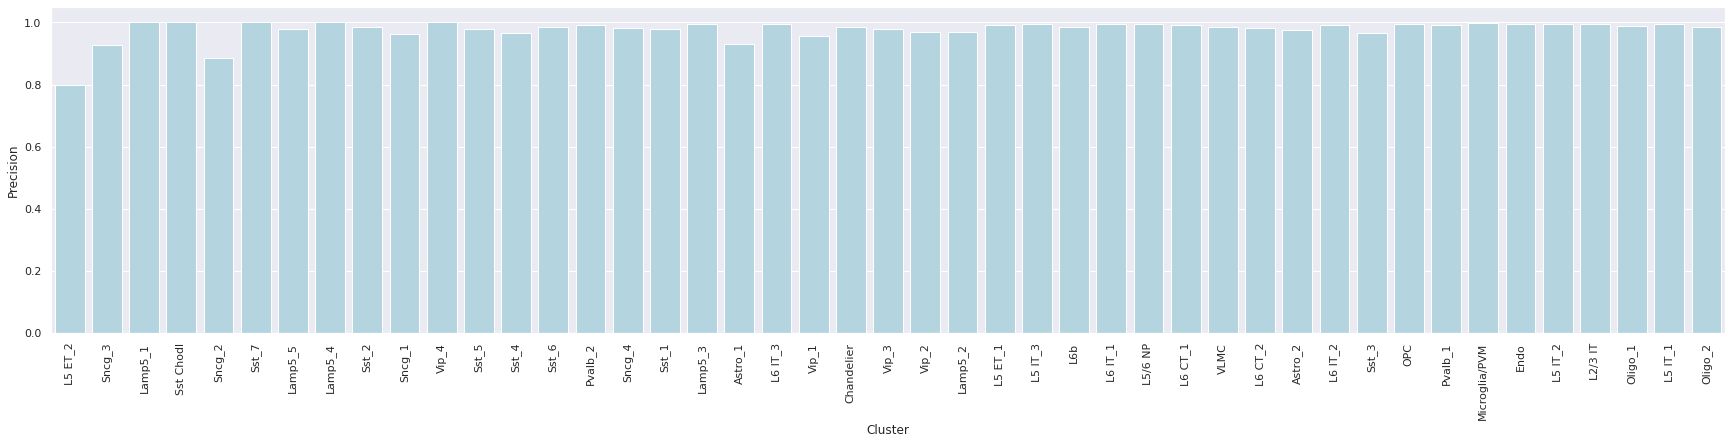 1.0
0.8
0.6
0.4
0.2
0.0
Precision
L5 ET_2
Sncg_3
Lamp5_1
Sst Chodl
Sncg_2
Sst_7
Lamp5_5
Lamp5_4
Sst_2
Sncg_1
Vip_4
Sst_5
Sst_4
Sst_6
Pvalb_2
Sncg_4
Sst_1
Lamp5_3
Astro_1
L6 IT_3
Vip_1
Chandelier
Vip_3
Vip_2
Lamp5_2
L5 ET_1
L5 IT_3
L6b
L6 IT_1
L5/6 NP
L6 CT_1
VLMC
L6 CT_2
Astro_2
L6 IT_2
Sst_3
OPC
Pvalb_1
Microglia/PVM
Endo
L5 IT_2
L2/3 IT
Oligo_1
L5 IT_1
Oligo_2
Cluster